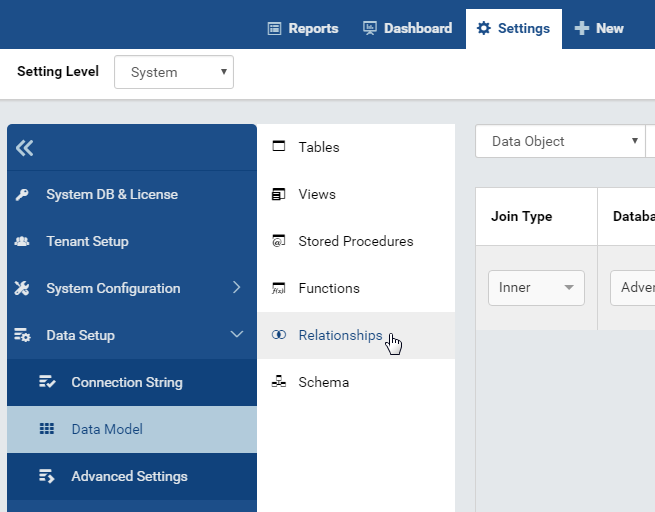 Reports
Dashboard
Settings
New
Setting Level
System
System DB & License
Tenant Setup
System Configuration
Data Setup
Connection String
Data Model
Advanced Settings
Tables
Views
Stored Procedures
Functions
Relationships
Schema
Data Object
Join Type
Databa
Inner
Adver